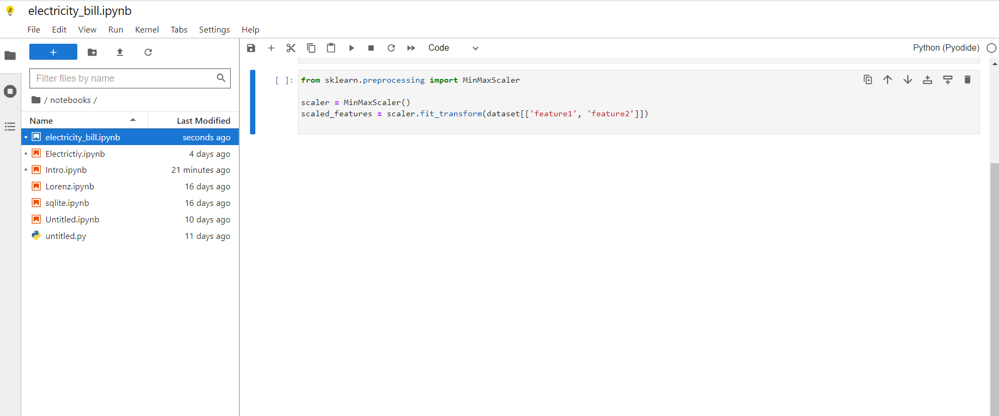 electricity_bill.ipynb
File Edit View Run Kernel Tabs Settings Help
Code
Python (Pyodide)
Filter files by name
/ notebooks /
Name Last Modified
electricity_bill.ipynb seconds ago
Electrictiy.ipynb 4 days ago
Intro.ipynb 21 minutes ago
Lorenz.ipynb 16 days ago
sqlite.ipynb 16 days ago
Untitled.ipynb 10 days ago
untitled.py 11 days ago
[ ]: from sklearn.preprocessing import MinMaxScaler
scaler = MinMaxScaler()
scaled_features = scaler.fit_transform(dataset[['feature1', 'feature2']])